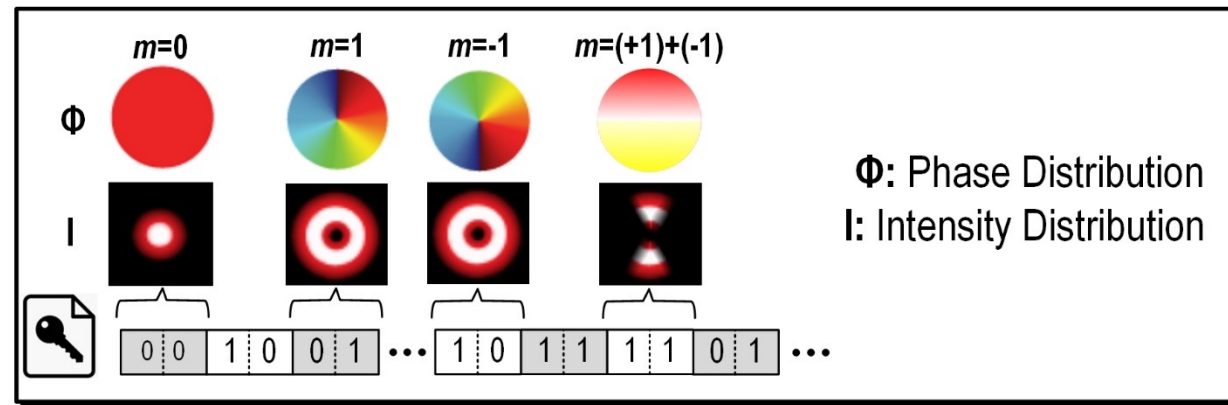 m=0 m=1 m=-1 m=(+1)+(-1)
Φ
Φ: Phase Distribution
I
I: Intensity Distribution
0 0 1 0 0 1 ••• 1 0 1 1 1 1 0 1 •••